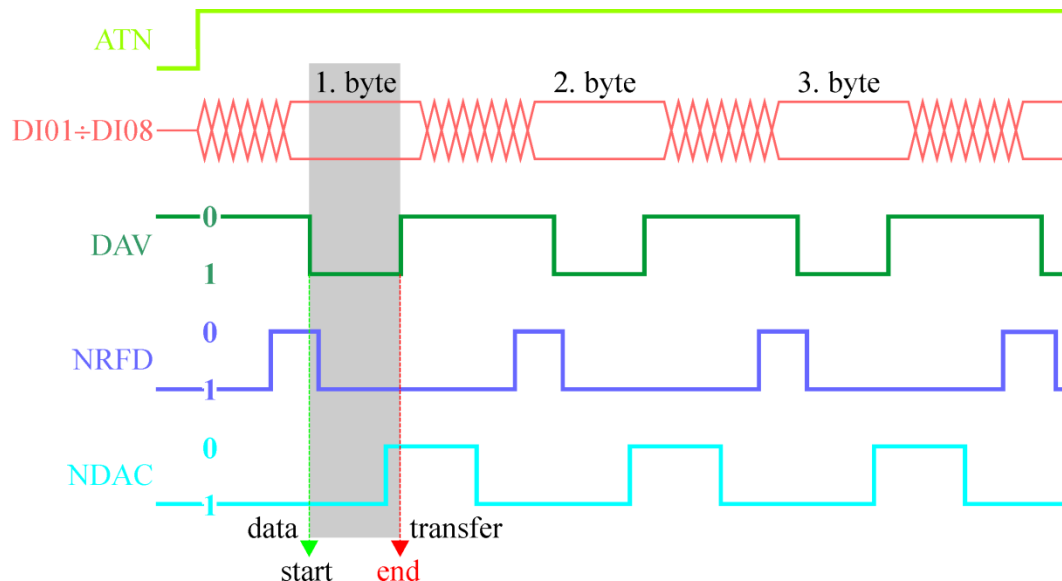 ATN
1. byte 2. byte 3. byte
DI01÷DI08
0
DAV
1
0
NRFD
1
0
NDAC
1
data transfer
start end